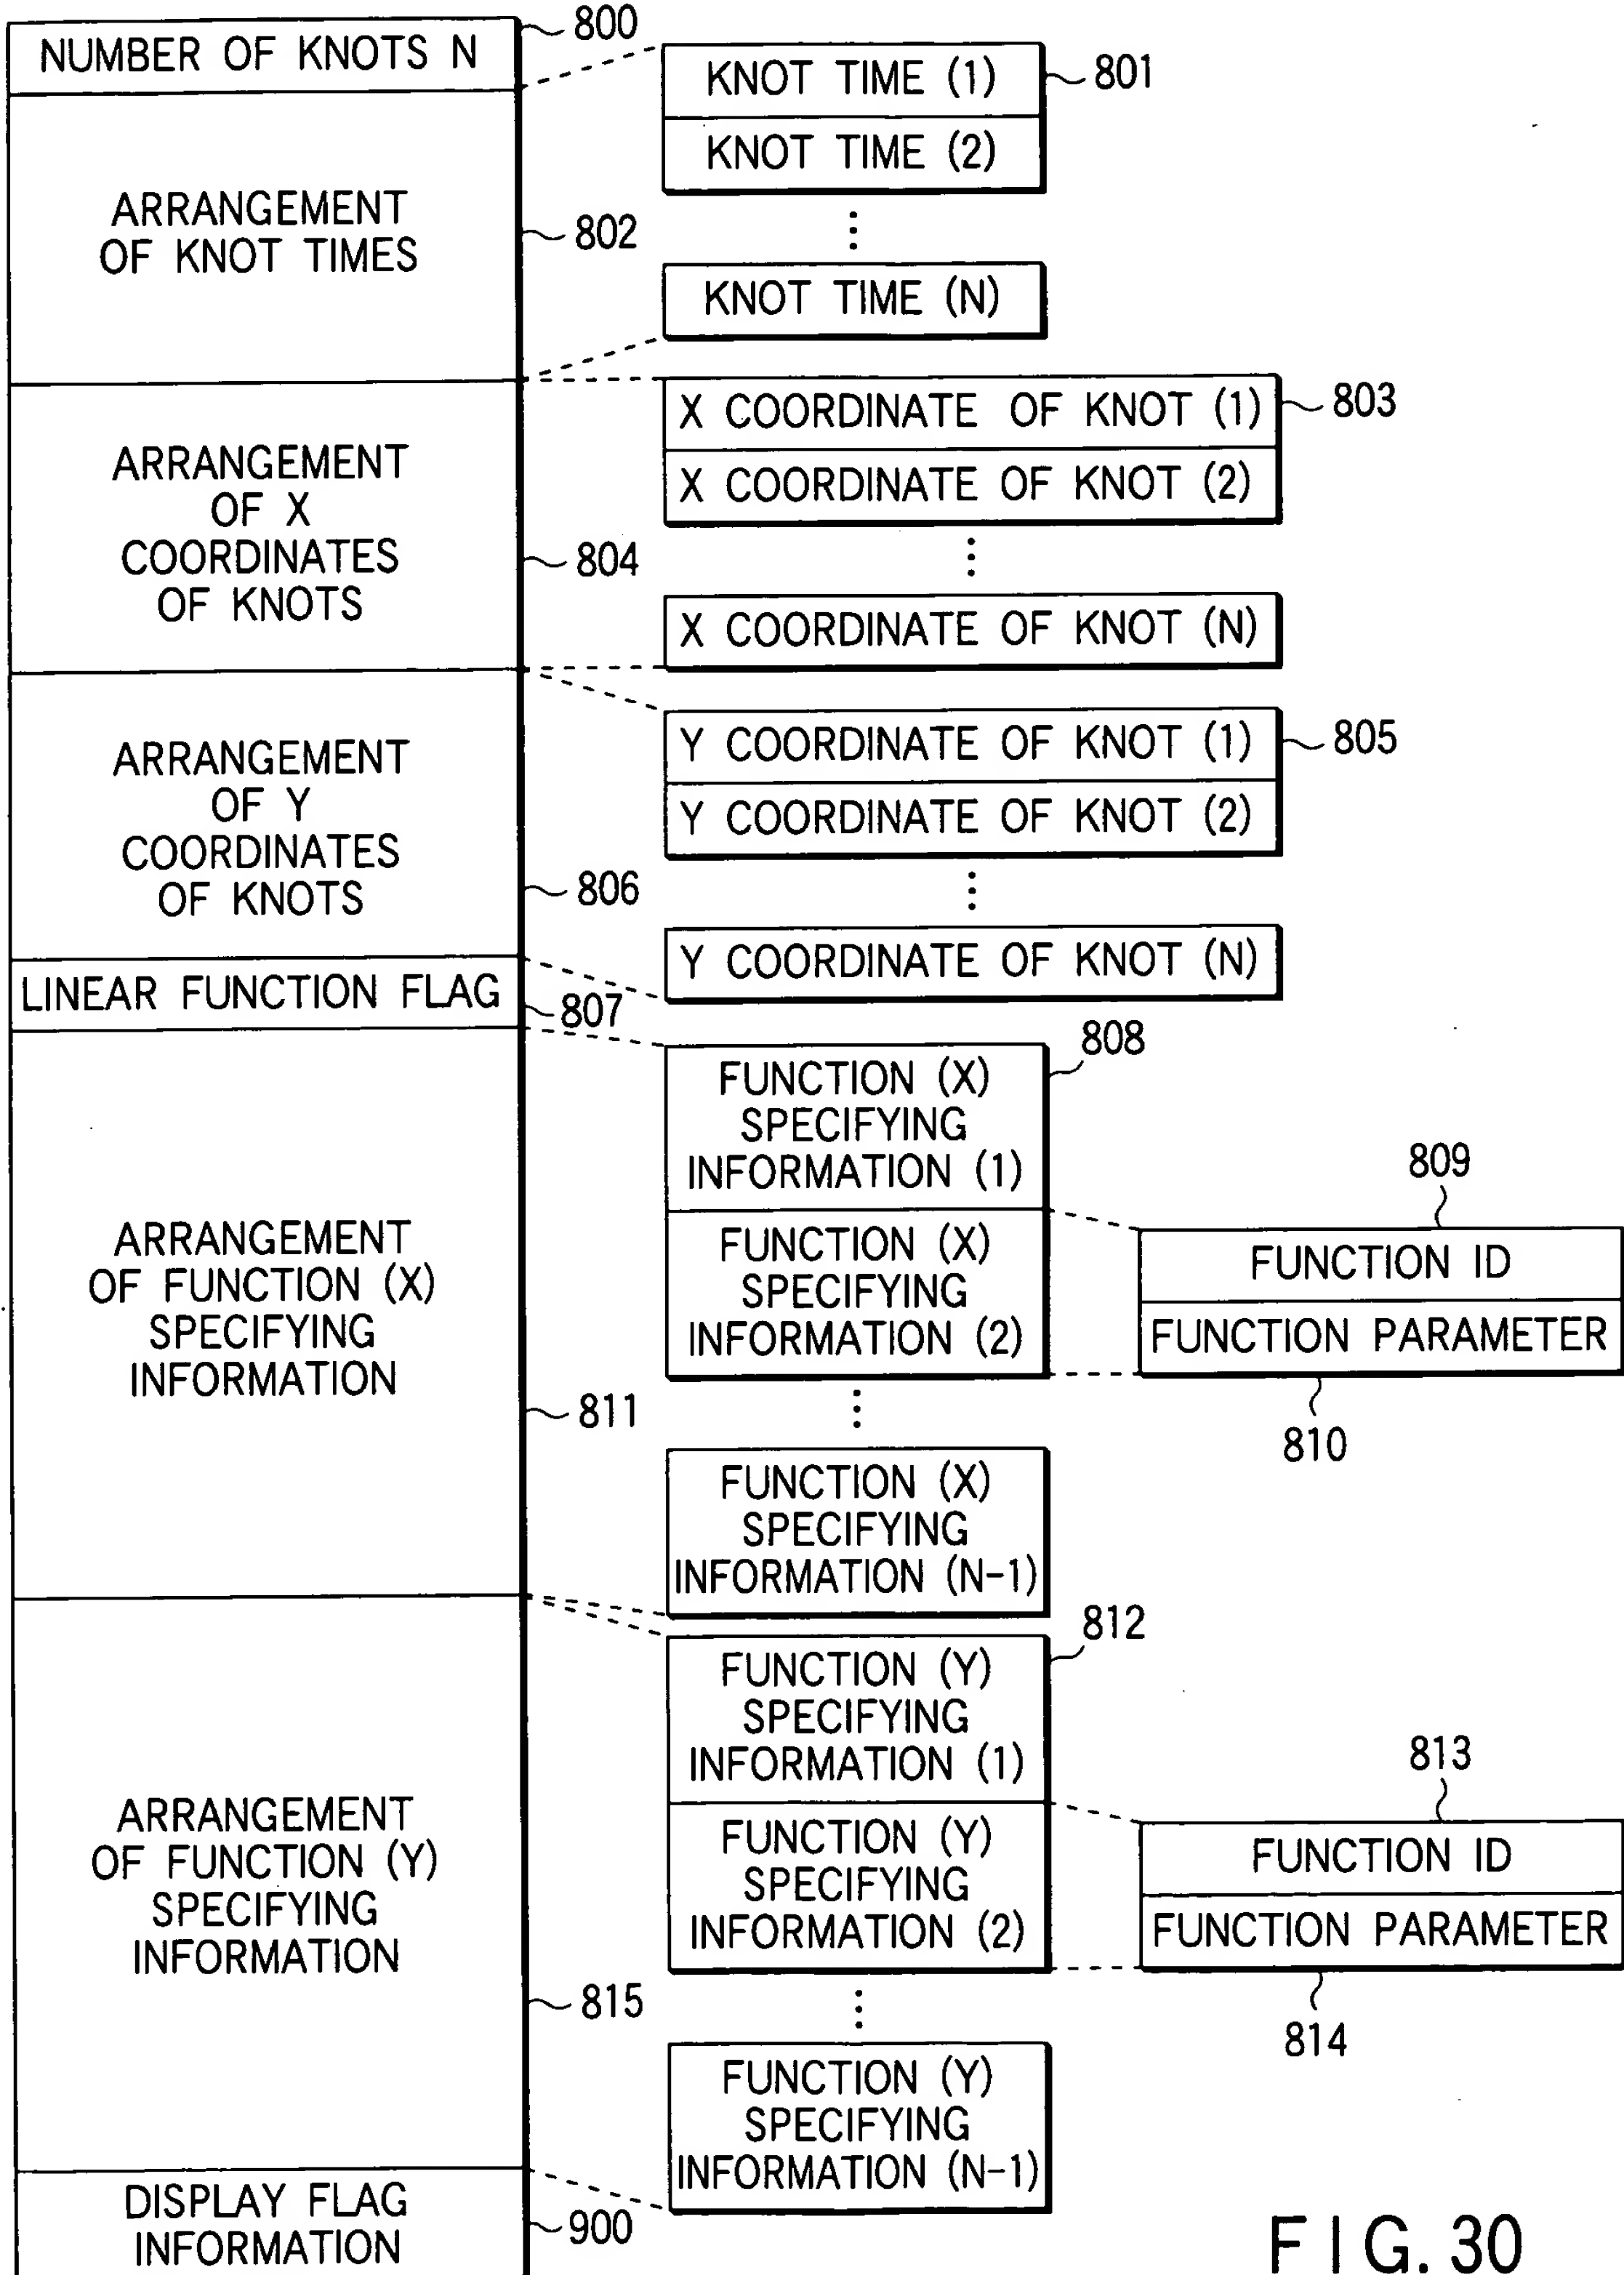 NUMBER OF KNOTS N
800
KNOT TIME (1)
801
KNOT TIME (2)
ARRANGEMENT
OF KNOT TIMES
802
KNOT TIME (N)
X COORDINATE OF KNOT (1)
803
X COORDINATE OF KNOT (2)
ARRANGEMENT
OF X
COORDINATES
OF KNOTS
804
X COORDINATE OF KNOT (N)
Y COORDINATE OF KNOT (1)
805
Y COORDINATE OF KNOT (2)
ARRANGEMENT
OF Y
COORDINATES
OF KNOTS
806
Y COORDINATE OF KNOT (N)
LINEAR FUNCTION FLAG
807
FUNCTION (X)
SPECIFYING
INFORMATION (1)
808
FUNCTION (X)
SPECIFYING
INFORMATION (2)
809
FUNCTION ID
FUNCTION PARAMETER
810
ARRANGEMENT
OF FUNCTION (X)
SPECIFYING
INFORMATION
811
FUNCTION (X)
SPECIFYING
INFORMATION (N-1)
FUNCTION (Y)
SPECIFYING
INFORMATION (1)
812
FUNCTION (Y)
SPECIFYING
INFORMATION (2)
813
FUNCTION ID
FUNCTION PARAMETER
814
ARRANGEMENT
OF FUNCTION (Y)
SPECIFYING
INFORMATION
815
FUNCTION (Y)
SPECIFYING
INFORMATION (N-1)
DISPLAY FLAG
INFORMATION
900
FIG. 30